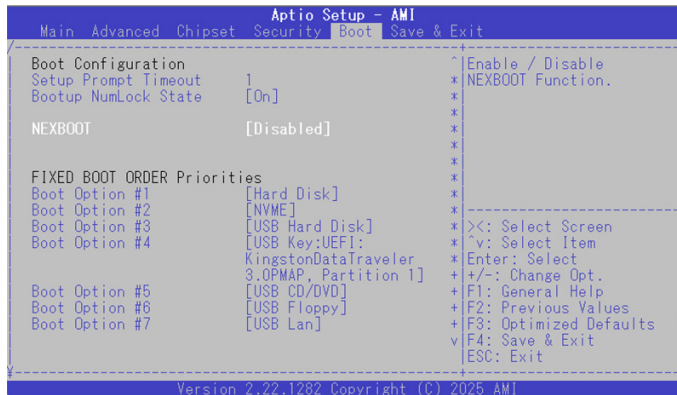 Aptio Setup – AMI
Main Advanced Chipset Security Boot Save & Exit
Boot Configuration
Setup Prompt Timeout 1
Bootup NumLock State [On]
NEXBOOT [Disabled]
FIXED BOOT ORDER Priorities
Boot Option #1 [Hard Disk]
Boot Option #2 [NVME]
Boot Option #3 [USB Hard Disk]
Boot Option #4 [USB Key:UEFI:
KingstonDataTraveler
3.0PMAP, Partition 1]
Boot Option #5 [USB CD/DVD]
Boot Option #6 [USB Floppy]
Boot Option #7 [USB Lan]
Enable / Disable
NEXBOOT Function.
><: Select Screen
^v: Select Item
Enter: Select
+/-: Change Opt.
F1: General Help
F2: Previous Values
F3: Optimized Defaults
F4: Save & Exit
ESC: Exit
Version 2.22.1282 Copyright (C) 2025 AMI